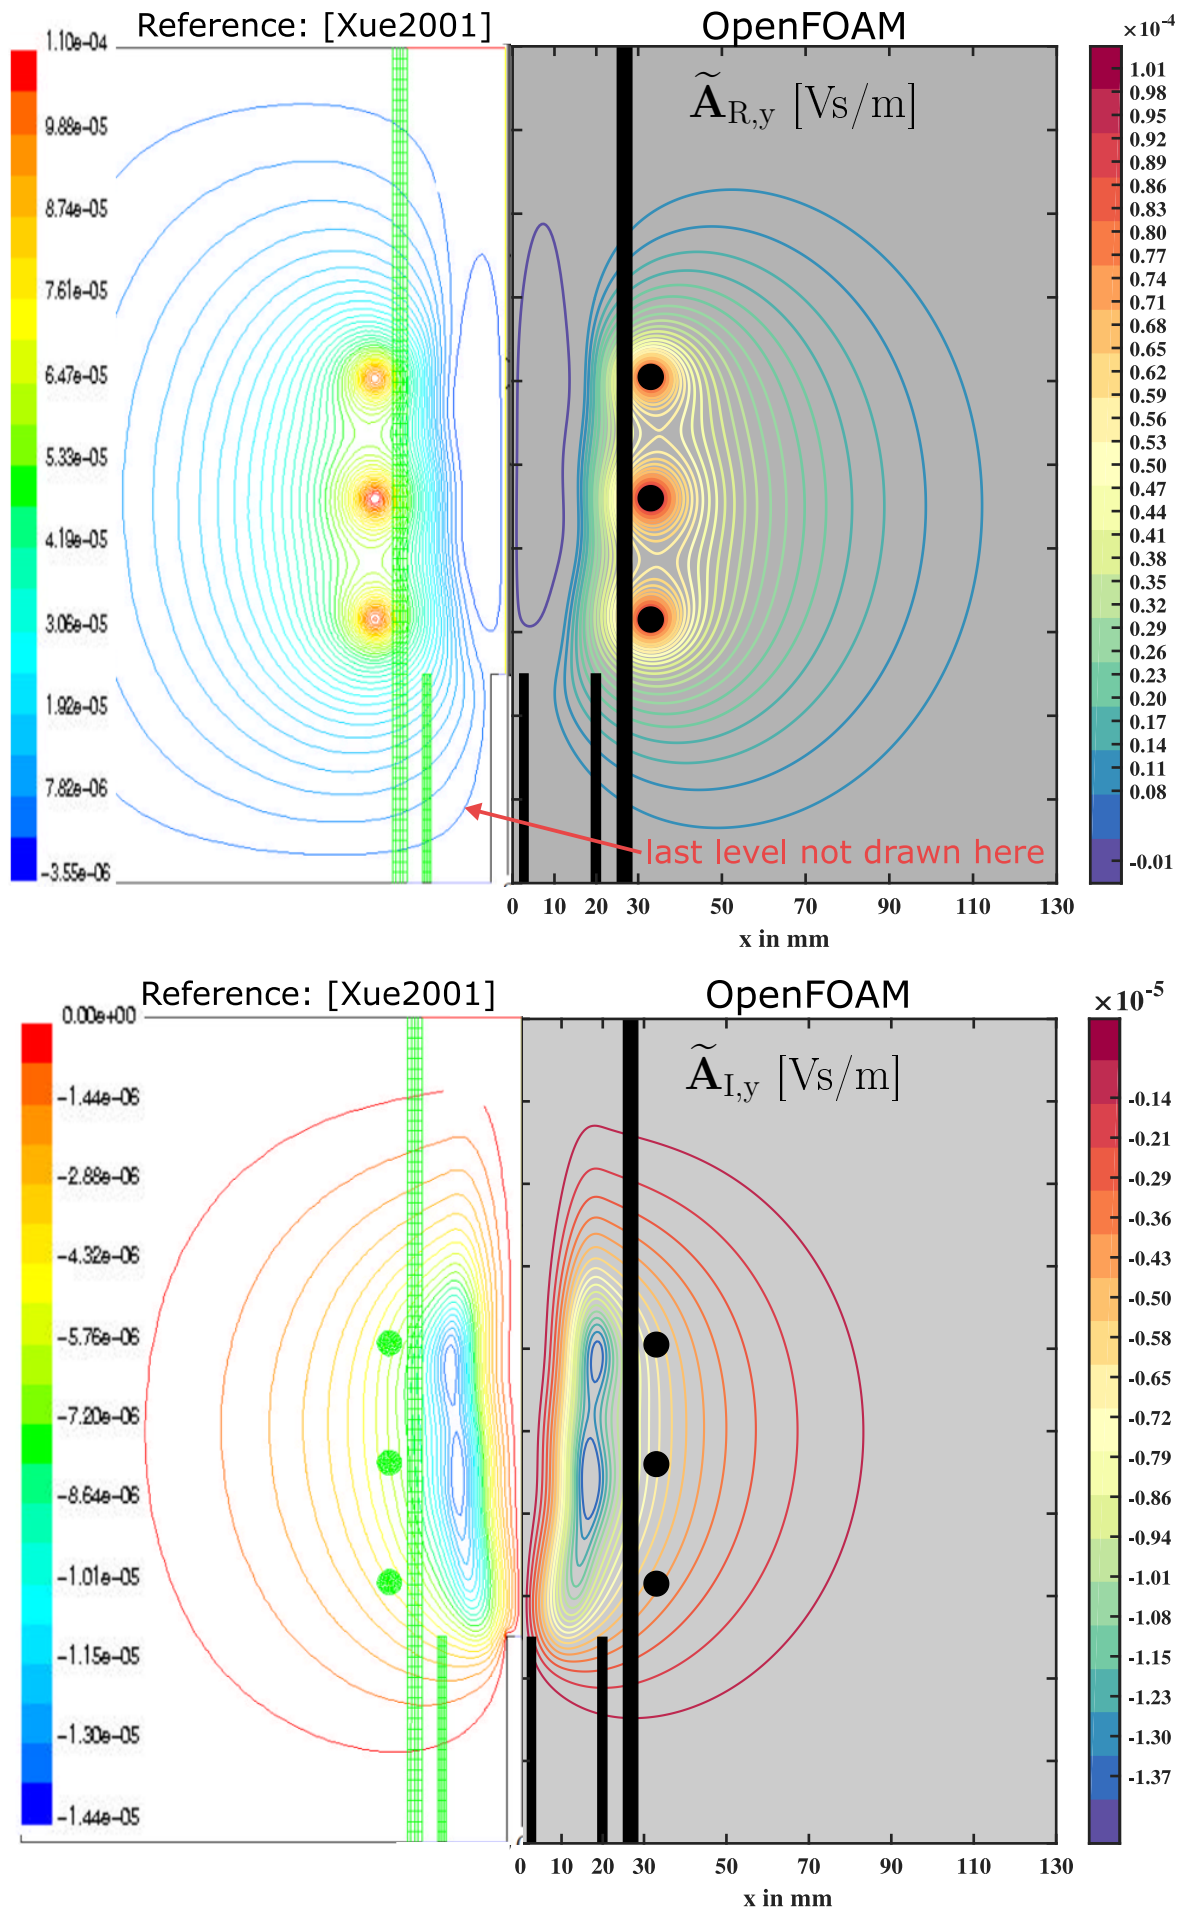 Reference: [Xue2001]
OpenFOAM
×10⁻⁴
1.10e-04
9.88e-05
8.74e-05
7.61e-05
6.47e-05
5.33e-05
4.19e-05
3.06e-05
1.92e-05
7.82e-06
-3.55e-06
Ã_R,y [Vs/m]
last level not drawn here
1.01
0.98
0.95
0.92
0.89
0.86
0.83
0.80
0.77
0.74
0.71
0.68
0.65
0.62
0.59
0.56
0.53
0.50
0.47
0.44
0.41
0.38
0.35
0.32
0.29
0.26
0.23
0.20
0.17
0.14
0.11
0.08
-0.01
0 10 20 30 50 70 90 110 130
x in mm
Reference: [Xue2001]
OpenFOAM
×10⁻⁵
0.00e+00
-1.44e-06
-2.88e-06
-4.32e-06
-5.76e-06
-7.20e-06
-8.64e-06
-1.01e-05
-1.15e-05
-1.30e-05
-1.44e-05
Ã_I,y [Vs/m]
-0.14
-0.21
-0.29
-0.36
-0.43
-0.50
-0.58
-0.65
-0.72
-0.79
-0.86
-0.94
-1.01
-1.08
-1.15
-1.23
-1.30
-1.37
0 10 20 30 50 70 90 110 130
x in mm